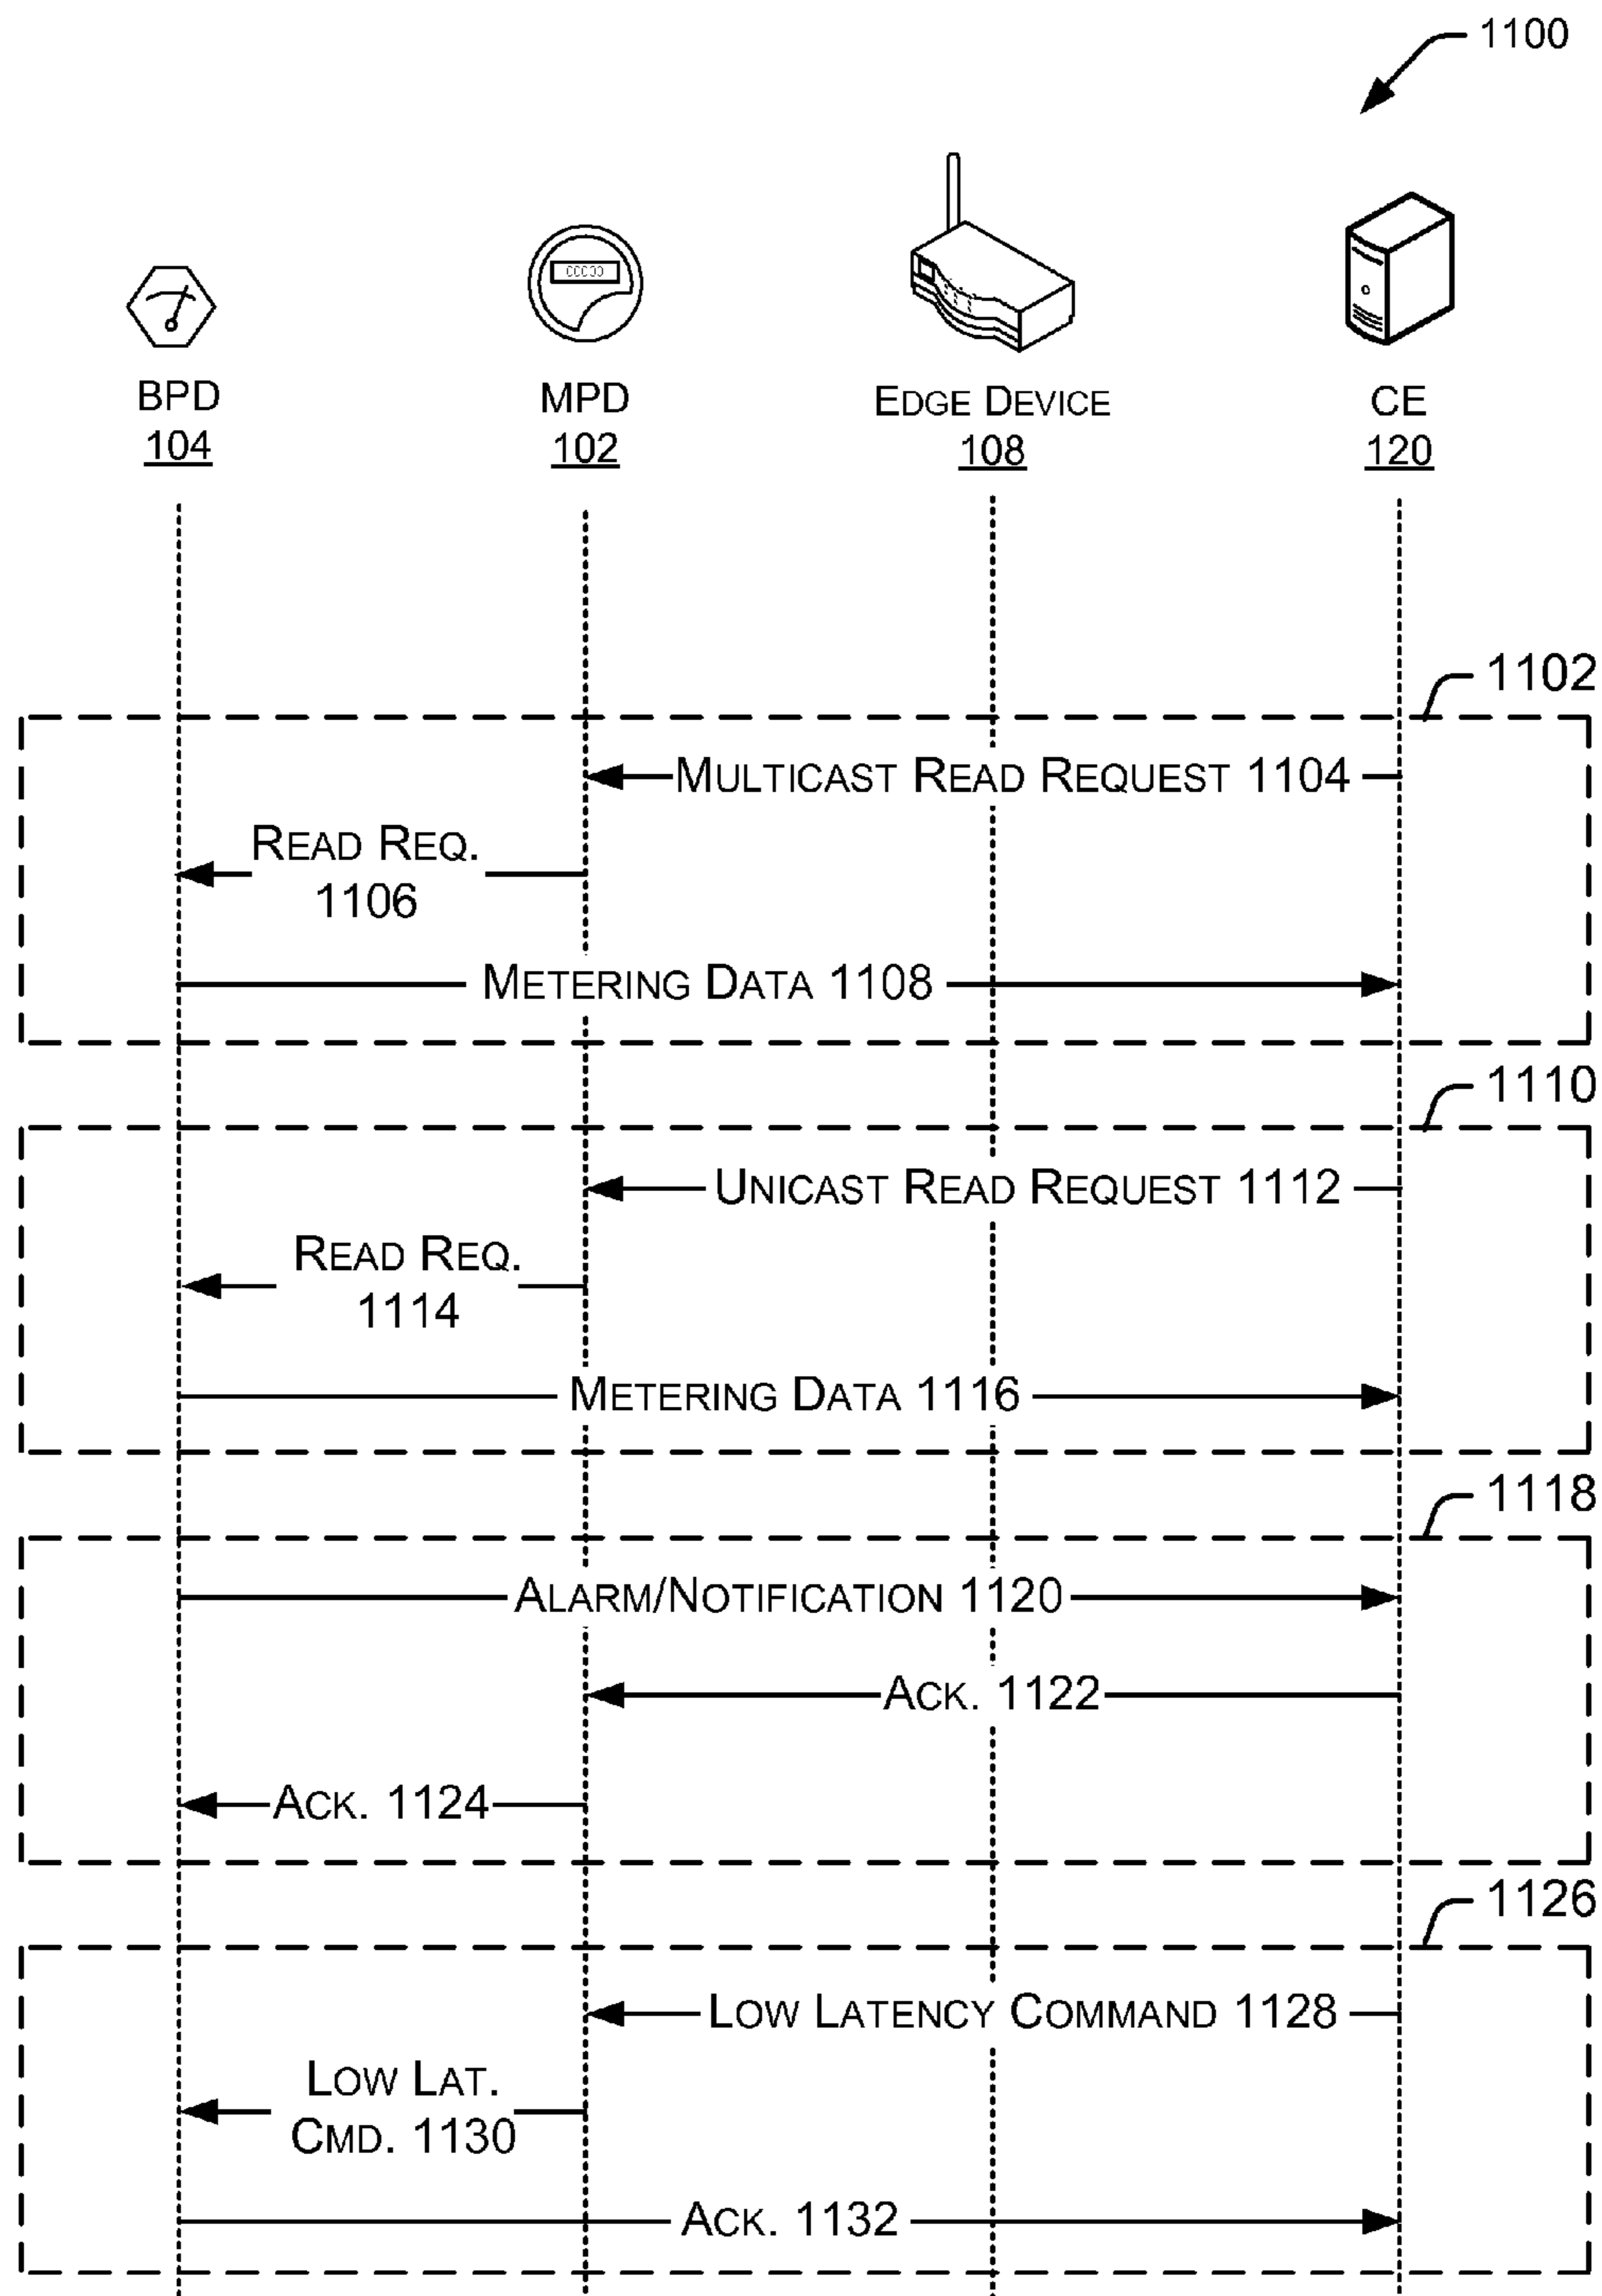 1100
00000
BPD
104
MPD
102
EDGE DEVICE
108
CE
120
1102
MULTICAST READ REQUEST 1104
READ REQ.
1106
METERING DATA 1108
1110
UNICAST READ REQUEST 1112
READ REQ.
1114
METERING DATA 1116
1118
ALARM/NOTIFICATION 1120
ACK. 1122
ACK. 1124
1126
LOW LATENCY COMMAND 1128
LOW LAT.
CMD. 1130
ACK. 1132